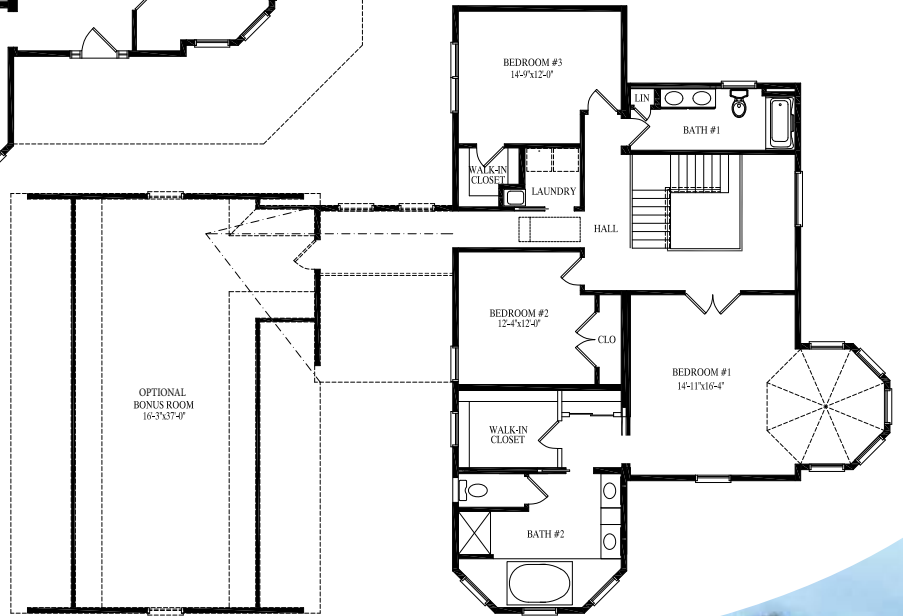 BEDROOM #3
14'-9"x12'-0"
LIN
BATH #1
WALK-IN
CLOSET
LAUNDRY
HALL
BEDROOM #2
12'-4"x12'-0"
CLO
BEDROOM #1
14'-11"x16'-4"
OPTIONAL
BONUS ROOM
16'-3"x37'-0"
WALK-IN
CLOSET
BATH #2